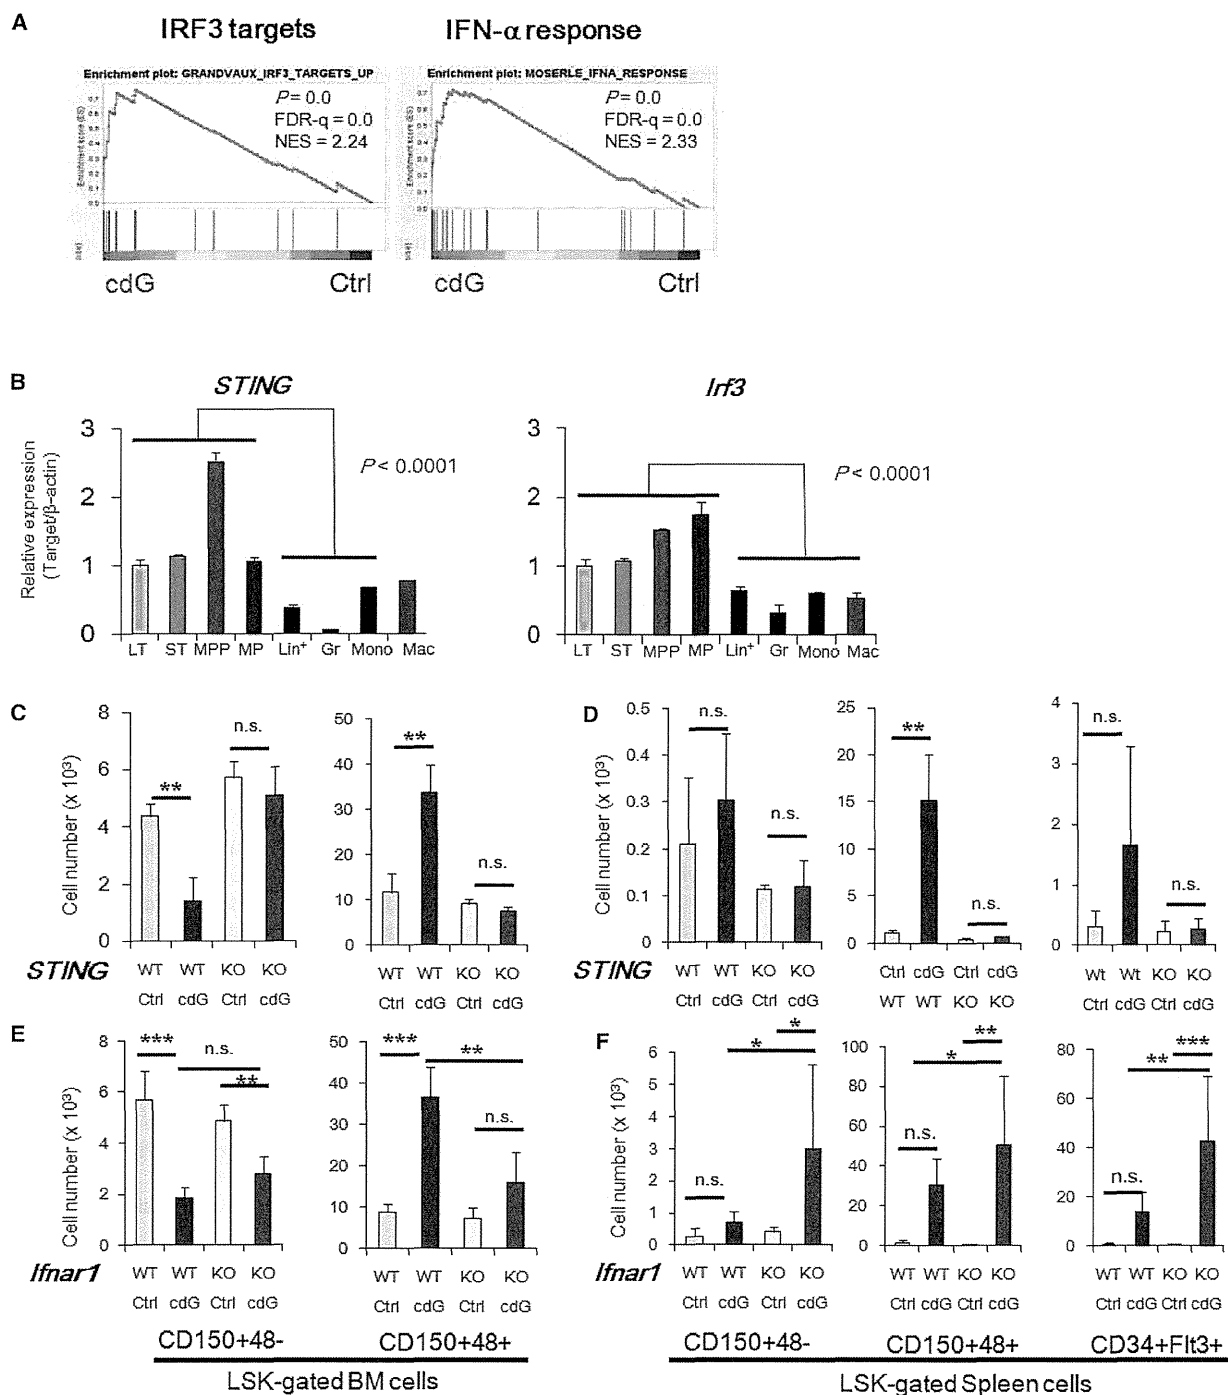 A
IRF3 targets
IFN-α response
Enrichment plot: GRANDVAUX_IRF3_TARGETS_UP
Enrichment plot: MOSERLE_IFNA_RESPONSE
P = 0.0
FDR-q = 0.0
NES = 2.24
P = 0.0
FDR-q = 0.0
NES = 2.33
Enrichment score (ES)
Enrichment score (ES)
cdG Ctrl
cdG Ctrl
B
STING
Irf3
Relative expression
(Target/β-actin)
3
2
1
0
P < 0.0001
LT ST MPP MP Lin+ Gr Mono Mac
3
2
1
0
P < 0.0001
LT ST MPP MP Lin+ Gr Mono Mac
C
Cell number (x 10³)
8
6
4
2
0
**
n.s.
50
40
30
20
10
0
**
n.s.
STING
WT WT KO KO
Ctrl cdG Ctrl cdG
WT WT KO KO
Ctrl cdG Ctrl cdG
D
Cell number (x 10³)
0.5
0.4
0.3
0.2
0.1
0
n.s.
n.s.
25
20
15
10
5
0
**
n.s.
4
3
2
1
0
n.s.
n.s.
STING
WT WT KO KO
Ctrl cdG Ctrl cdG
Ctrl cdG Ctrl cdG
WT WT KO KO
Wt Wt KO KO
Ctrl cdG Ctrl cdG
E
Cell number (x 10³)
8
6
4
2
0
***
n.s.
**
50
40
30
20
10
0
***
**
n.s.
Ifnar1
WT WT KO KO
Ctrl cdG Ctrl cdG
WT WT KO KO
Ctrl cdG Ctrl cdG
CD150+48-
CD150+48+
LSK-gated BM cells
F
Cell number (x 10³)
6
5
4
3
2
1
0
*
*
n.s.
100
80
60
40
20
0
**
*
n.s.
80
60
40
20
0
***
**
n.s.
Ifnar1
WT WT KO KO
Ctrl cdG Ctrl cdG
WT WT KO KO
Ctrl cdG Ctrl cdG
WT WT KO KO
Ctrl cdG Ctrl cdG
CD150+48-
CD150+48+
CD34+Flt3+
LSK-gated Spleen cells